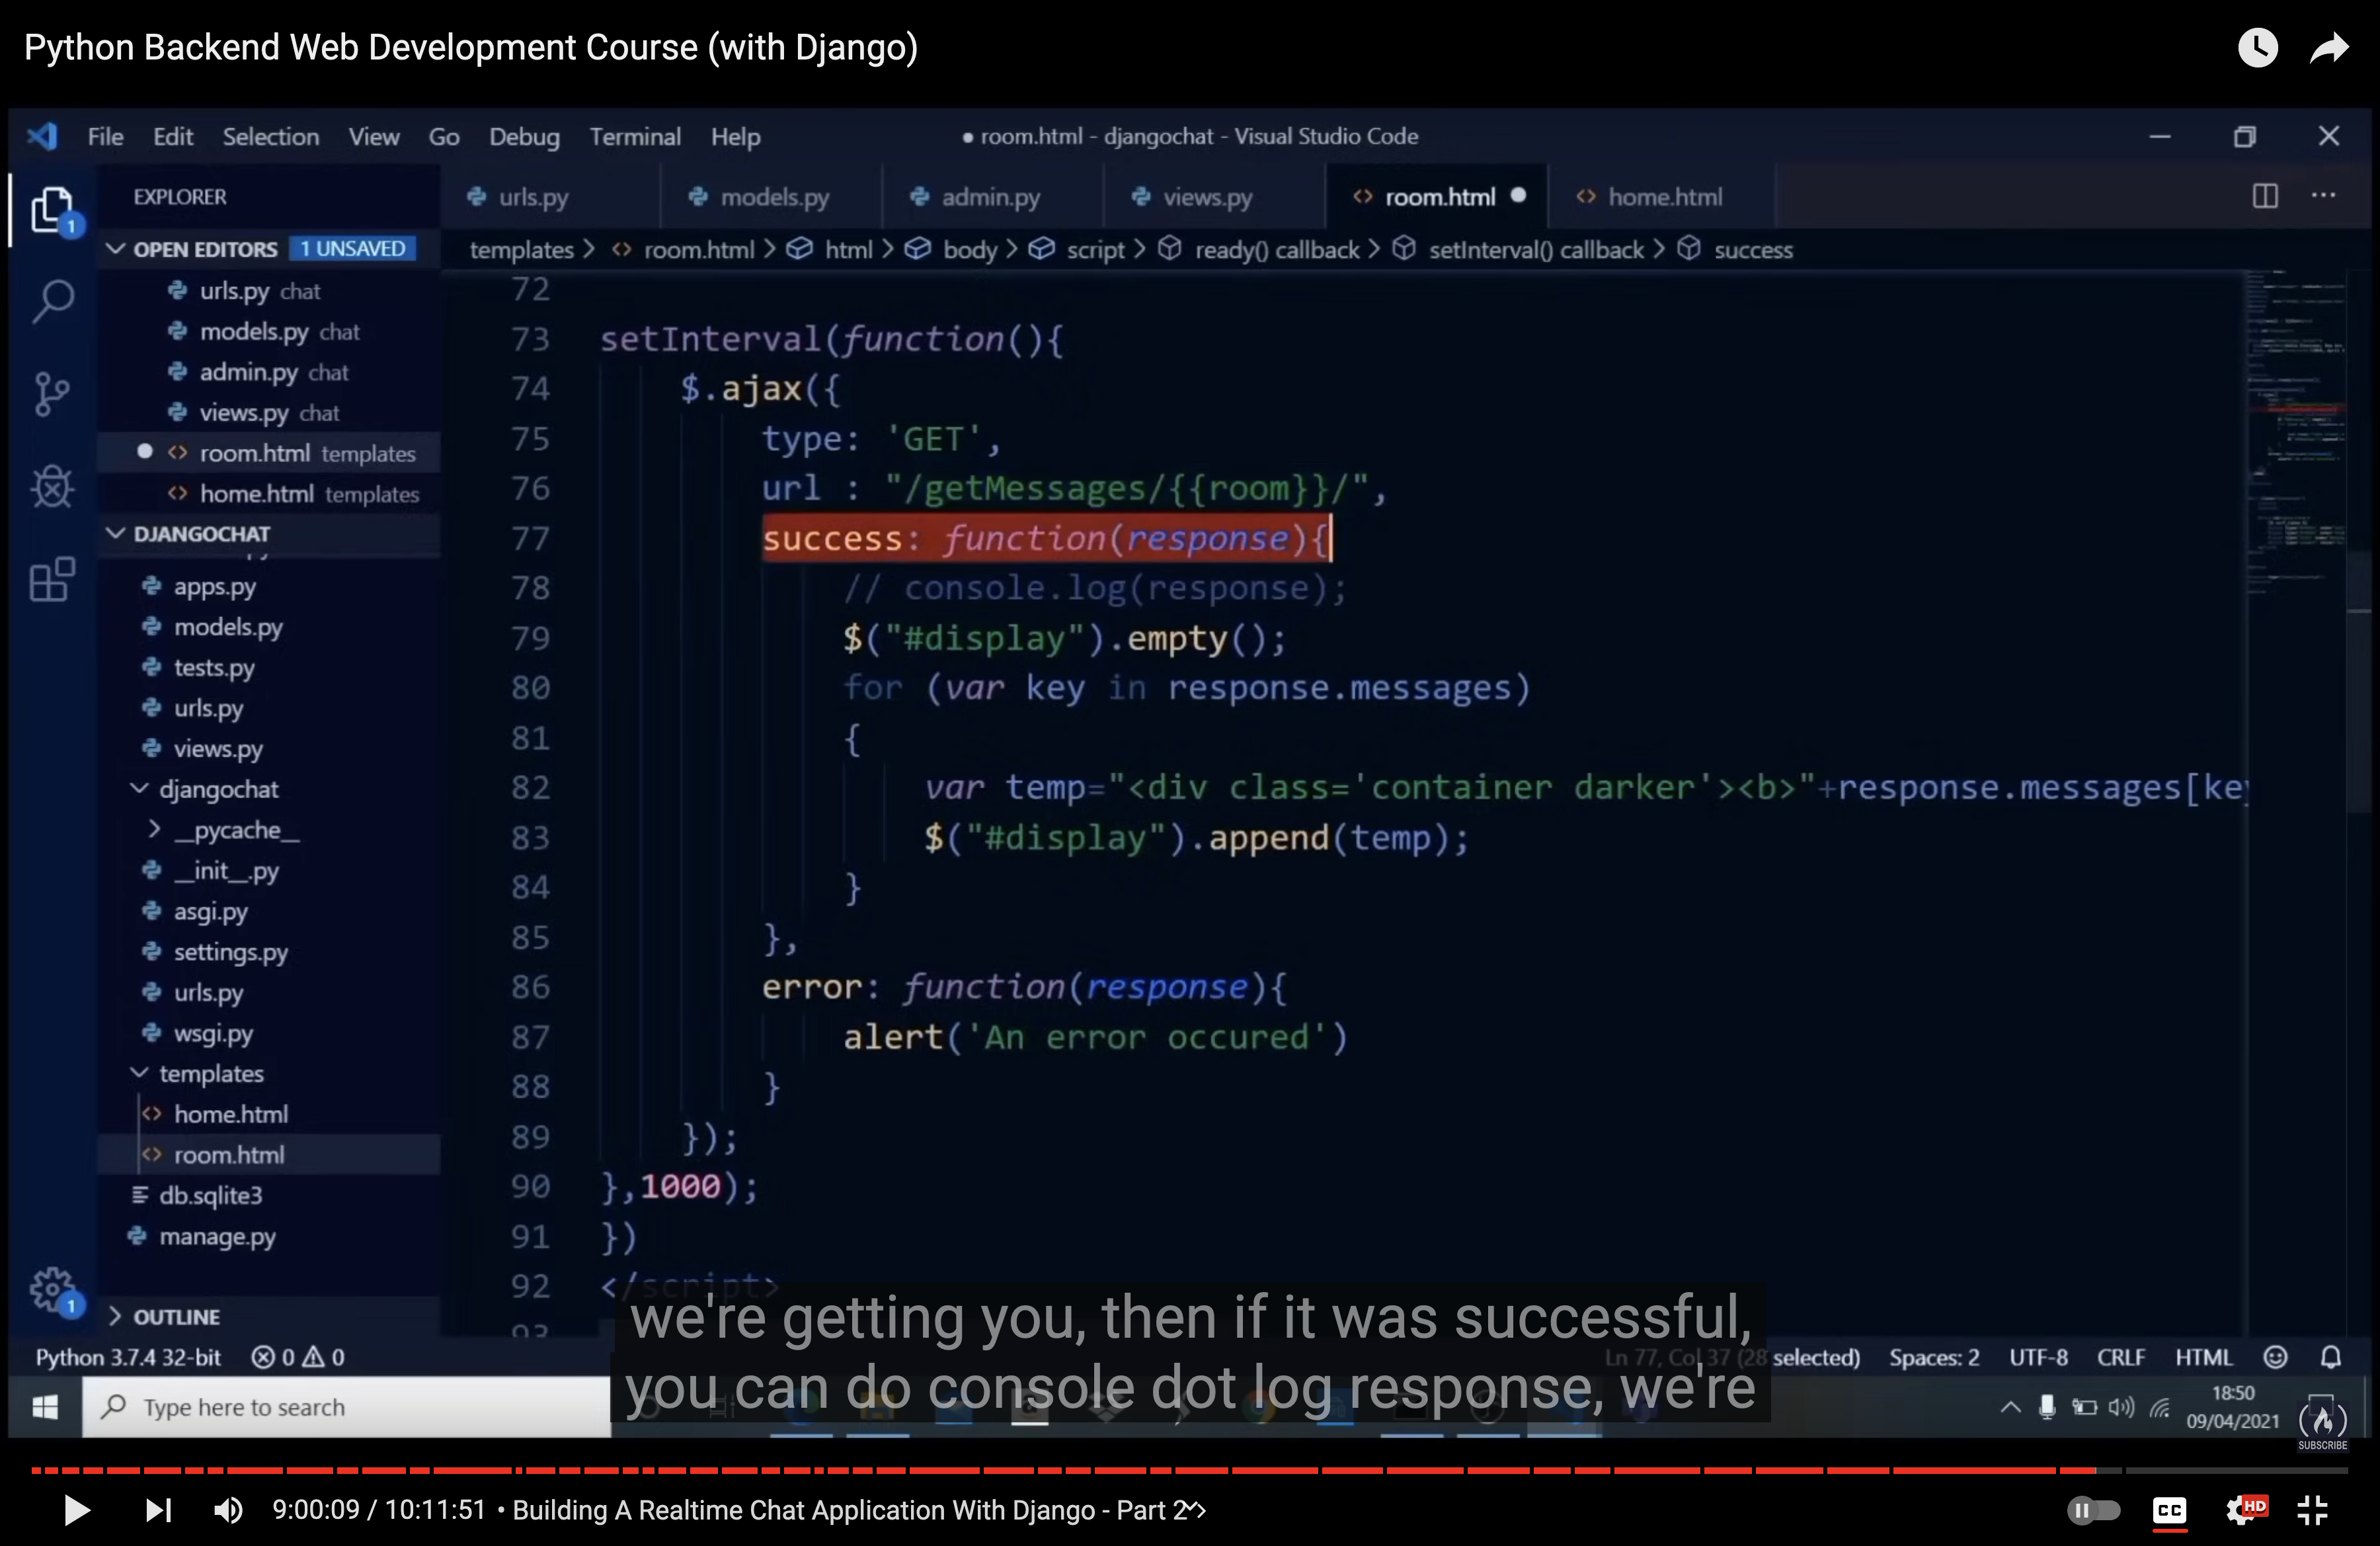 Python Backend Web Development Course (with Django)
File Edit Selection View Go Debug Terminal Help
● room.html - djangochat - Visual Studio Code
EXPLORER
urls.py models.py admin.py views.py room.html home.html
OPEN EDITORS 1 UNSAVED
templates > room.html > html > body > script > ready() callback > setInterval() callback > success
urls.py chat
models.py chat
admin.py chat
views.py chat
room.html templates
home.html templates
DJANGOCHAT
apps.py
models.py
tests.py
urls.py
views.py
djangochat
__pycache__
__init__.py
asgi.py
settings.py
urls.py
wsgi.py
templates
home.html
room.html
db.sqlite3
manage.py
OUTLINE
1
1
72
73 setInterval(function(){
74 $.ajax({
75 type: 'GET',
76 url : "/getMessages/{{room}}/",
77 success: function(response){
78 // console.log(response);
79 $("#display").empty();
80 for (var key in response.messages)
81 {
82 var temp="<div class='container darker'><b>"+response.messages[key
83 $("#display").append(temp);
84 }
85 },
86 error: function(response){
87 alert('An error occured')
88 }
89 });
90 },1000);
91 })
92 </script>
93
we're getting you, then if it was successful,
you can do console dot log response, we're
Python 3.7.4 32-bit 0 0
Ln 77, Col 37 (28 selected) Spaces: 2 UTF-8 CRLF HTML
Type here to search
18:50
09/04/2021
SUBSCRIBE
9:00:09 / 10:11:51 • Building A Realtime Chat Application With Django - Part 2
CC
HD